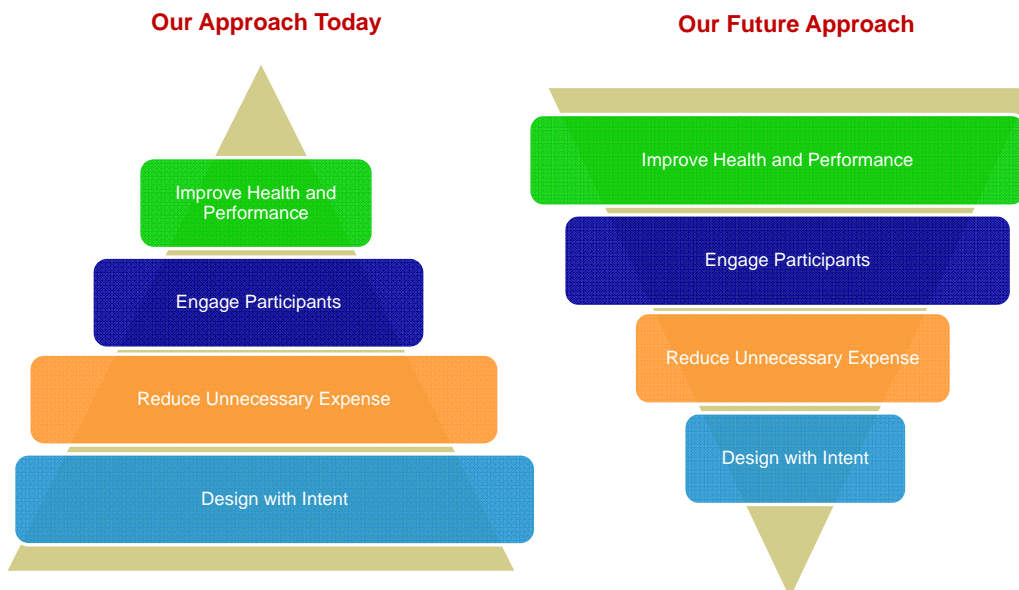 Our Approach Today
Improve Health and
Performance
Engage Participants
Reduce Unnecessary Expense
Design with Intent
Our Future Approach
Improve Health and Performance
Engage Participants
Reduce Unnecessary Expense
Design with Intent